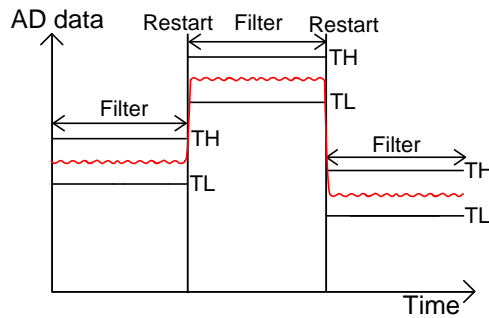 AD data
Restart
Filter
Restart
TH
TL
Filter
TH
TL
Filter
TH
TL
Time